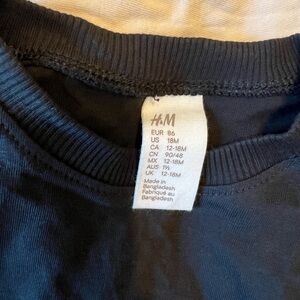 H&M
EUR 86
US 18M
CA 12-18M
CN 90/48
MX 12-18M
AUS 1½
UK 12-18M
Made in
Bangladesh
Fabriqué au
Bangladesh